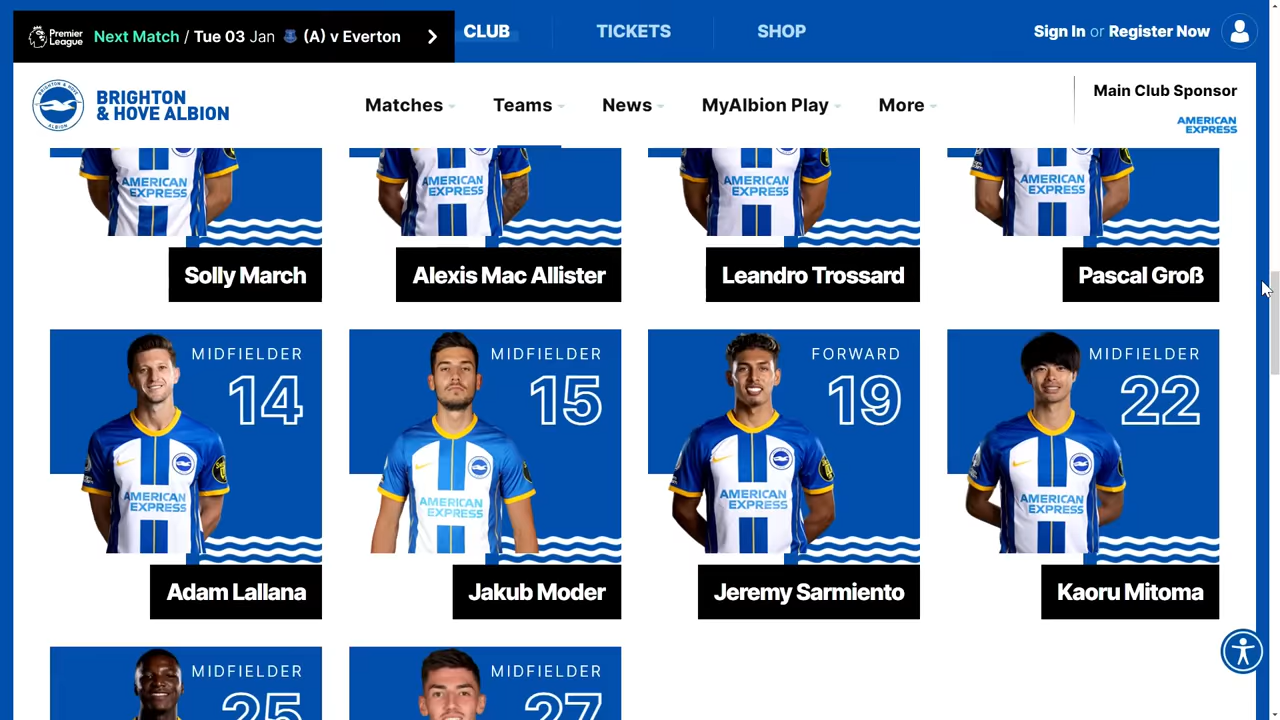 Premier League
Next Match / Tue 03 Jan (A) v Everton
CLUB
TICKETS
SHOP
Sign In or Register Now
BRIGHTON
& HOVE ALBION
Matches
Teams
News
MyAlbion Play
More
Main Club Sponsor
AMERICAN
EXPRESS
AMERICAN
EXPRESS
AMERICAN
EXPRESS
AMERICAN
EXPRESS
AMERICAN
EXPRESS
Solly March
Alexis Mac Allister
Leandro Trossard
Pascal Groß
MIDFIELDER
14
AMERICAN
EXPRESS
Adam Lallana
MIDFIELDER
15
AMERICAN
EXPRESS
Jakub Moder
FORWARD
19
AMERICAN
EXPRESS
Jeremy Sarmiento
MIDFIELDER
22
AMERICAN
EXPRESS
Kaoru Mitoma
MIDFIELDER
25
MIDFIELDER
27